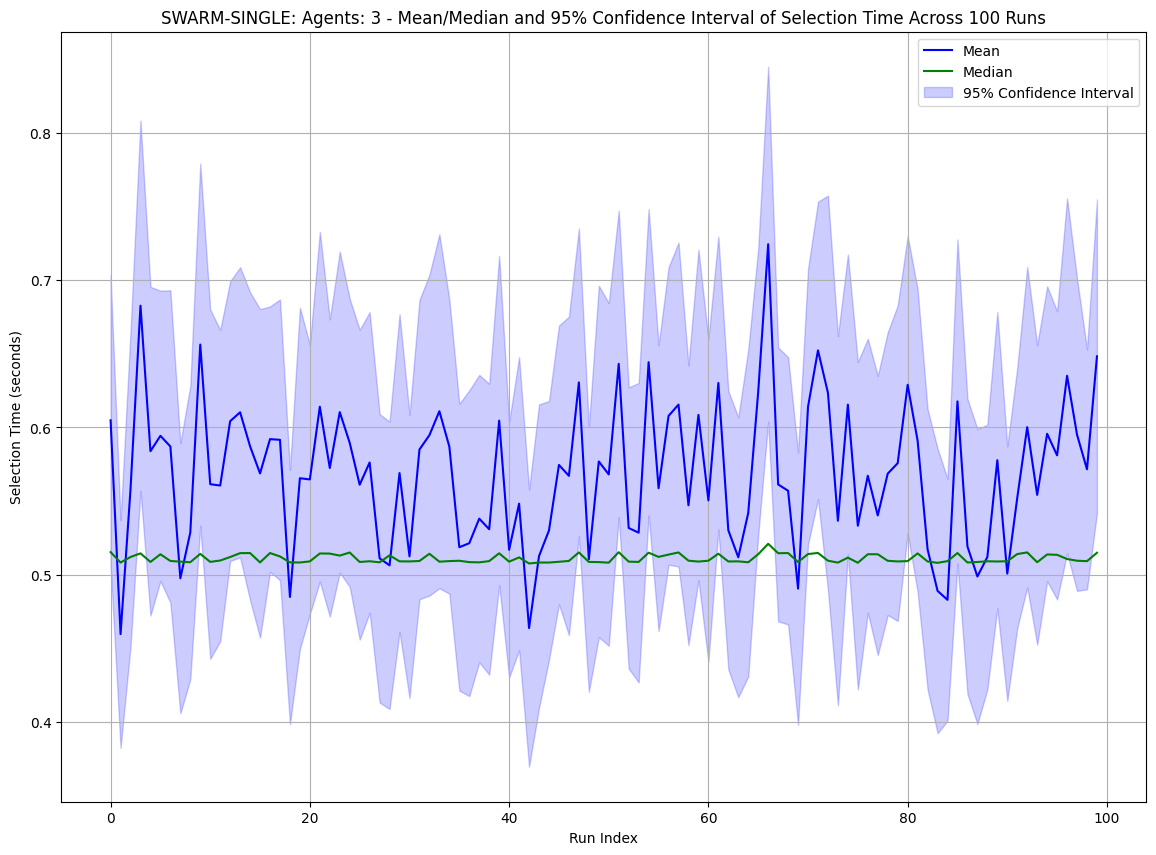 SWARM-SINGLE: Agents: 3 - Mean/Median and 95% Confidence Interval of Selection Time Across 100 Runs
Mean
Median
95% Confidence Interval
Selection Time (seconds)
0.8
0.7
0.6
0.5
0.4
0 20 40 60 80 100
Run Index